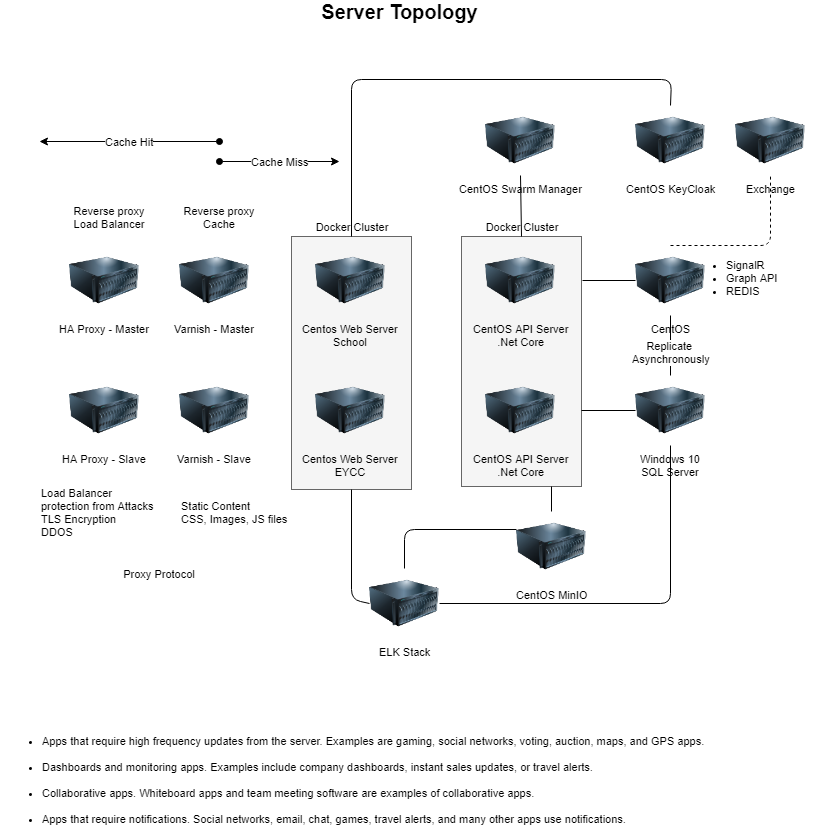 Server Topology
Cache Hit
Cache Miss
CentOS Swarm Manager
CentOS KeyCloak
Exchange
Reverse proxy
Load Balancer
Reverse proxy
Cache
Docker Cluster
Docker Cluster
SignalR
Graph API
REDIS
HA Proxy - Master
Varnish - Master
Centos Web Server
School
CentOS API Server
.Net Core
CentOS
Replicate
Asynchronously
HA Proxy - Slave
Varnish - Slave
Centos Web Server
EYCC
CentOS API Server
.Net Core
Windows 10
SQL Server
Load Balancer
protection from Attacks
TLS Encryption
DDOS
Static Content
CSS, Images, JS files
Proxy Protocol
CentOS MinIO
ELK Stack
• Apps that require high frequency updates from the server. Examples are gaming, social networks, voting, auction, maps, and GPS apps.
• Dashboards and monitoring apps. Examples include company dashboards, instant sales updates, or travel alerts.
• Collaborative apps. Whiteboard apps and team meeting software are examples of collaborative apps.
• Apps that require notifications. Social networks, email, chat, games, travel alerts, and many other apps use notifications.